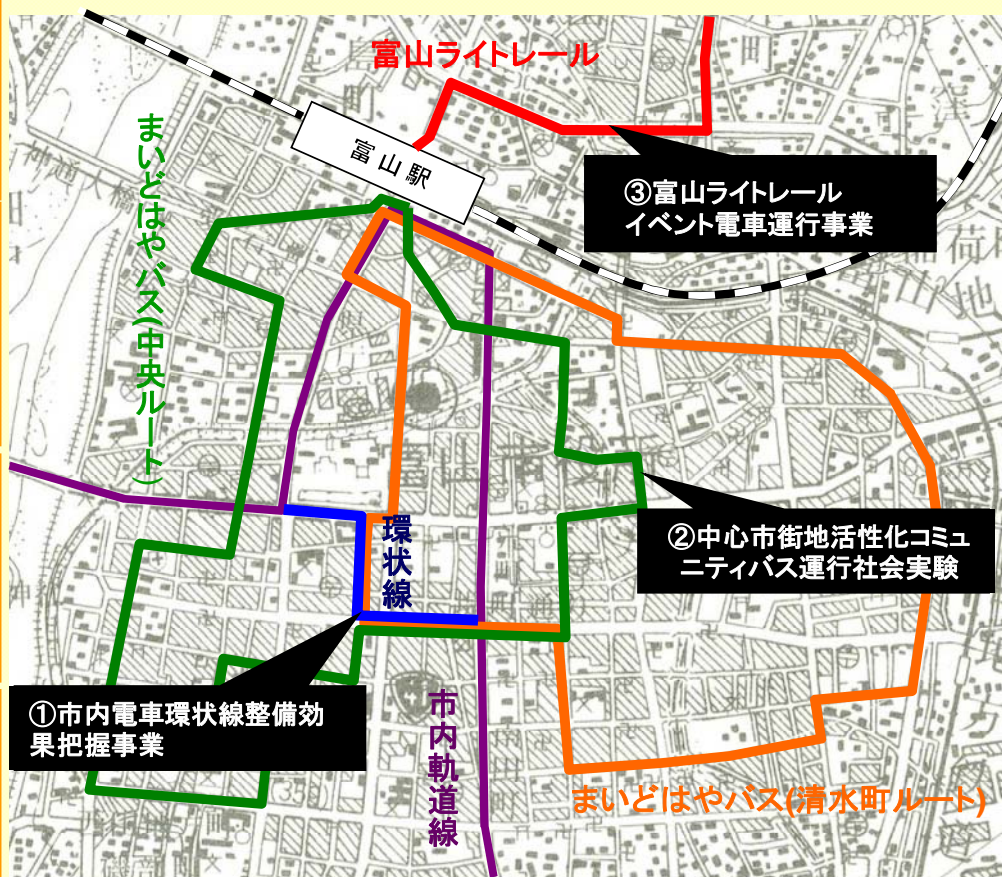 富山ライトレール
富山駅
③富山ライトレール
イベント電車運行事業
まいどはやバス(中央ルート)
環状線
②中心市街地活性化コミュ
ニティバス運行社会実験
①市内電車環状線整備効
果把握事業
市内軌道線
まいどはやバス(清水町ルート)